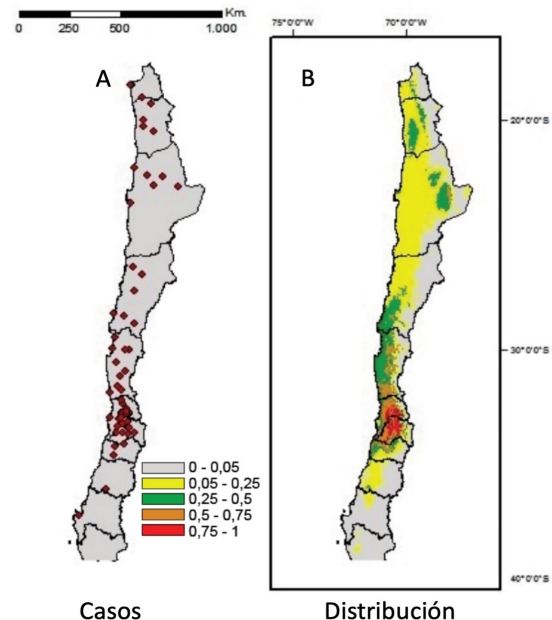 Km.
0 250 500 1.000
75°0'0"W 70°0'0"W
A
B
20°0'0"S
30°0'0"S
0 - 0,05
0,05 - 0,25
0,25 - 0,5
0,5 - 0,75
0,75 - 1
40°0'0"S
Casos
Distribución